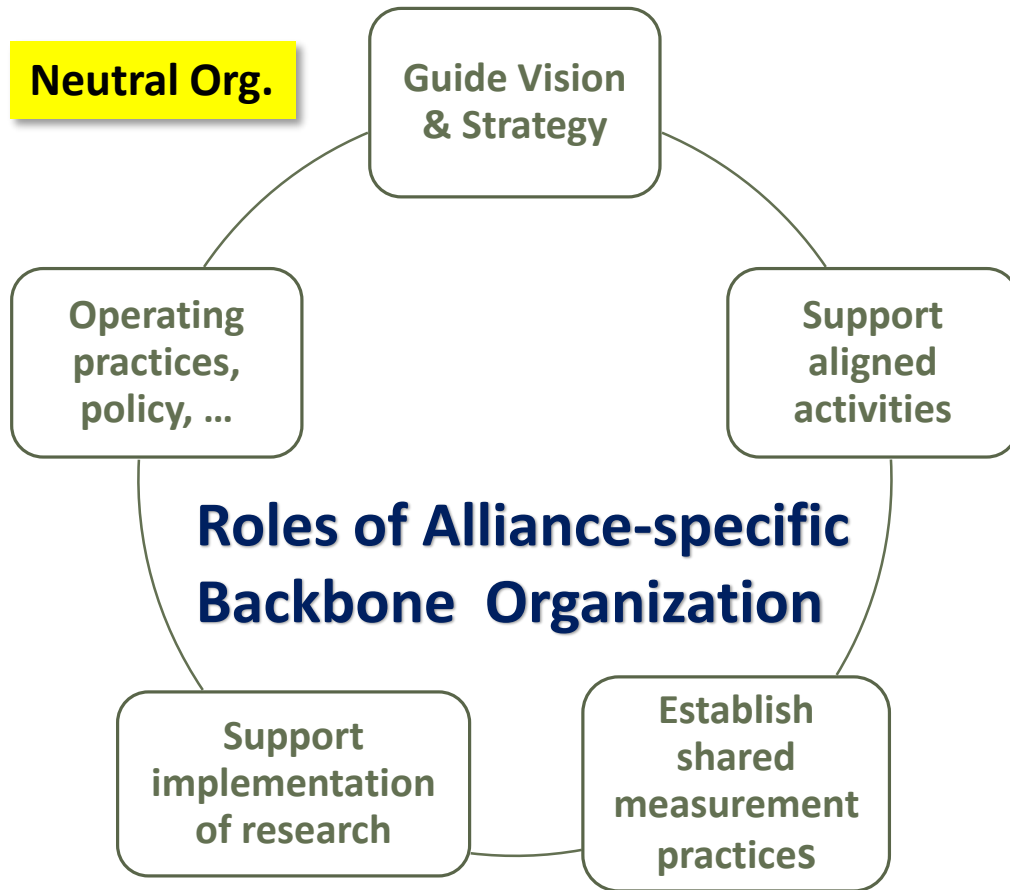 Neutral Org.
Guide Vision
& Strategy
Operating
practices,
policy, ...
Support
aligned
activities
Roles of Alliance-specific
Backbone  Organization
Support
implementation
of research
Establish
shared
measurement
practices